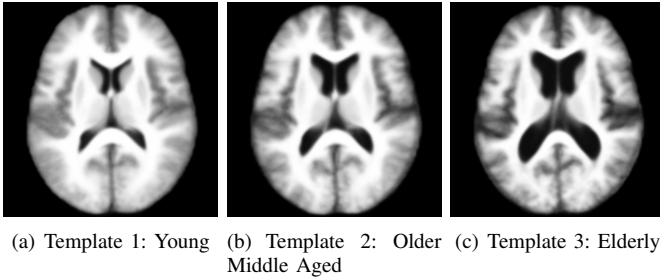 (a) Template 1: Young
(b) Template 2: Older
Middle Aged
(c) Template 3: Elderly